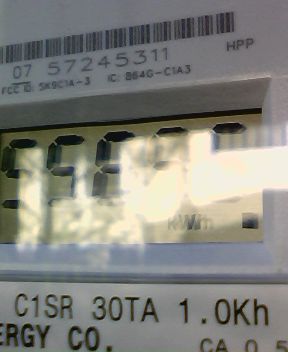 HPP
07 57245311
FCC ID: SK9C1A-3 IC: 864G-C1A3
kWh
C1SR 30TA 1.0Kh
ERGY CO.
CA 0.5